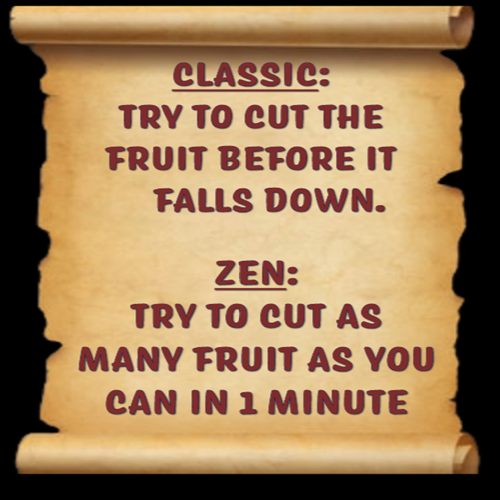 CLASSIC:
TRY TO CUT THE
FRUIT BEFORE IT
FALLS DOWN.
ZEN:
TRY TO CUT AS
MANY FRUIT AS YOU
CAN IN 1 MINUTE